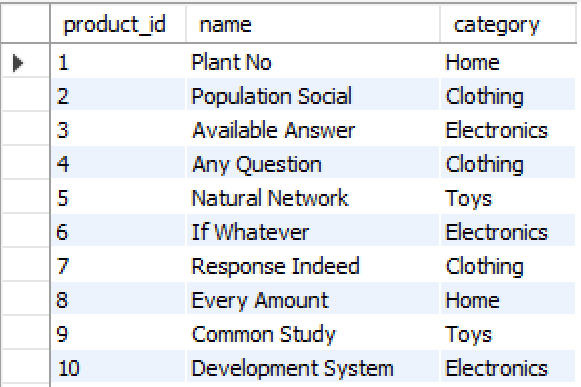 product_id name category
1 Plant No Home
2 Population Social Clothing
3 Available Answer Electronics
4 Any Question Clothing
5 Natural Network Toys
6 If Whatever Electronics
7 Response Indeed Clothing
8 Every Amount Home
9 Common Study Toys
10 Development System Electronics